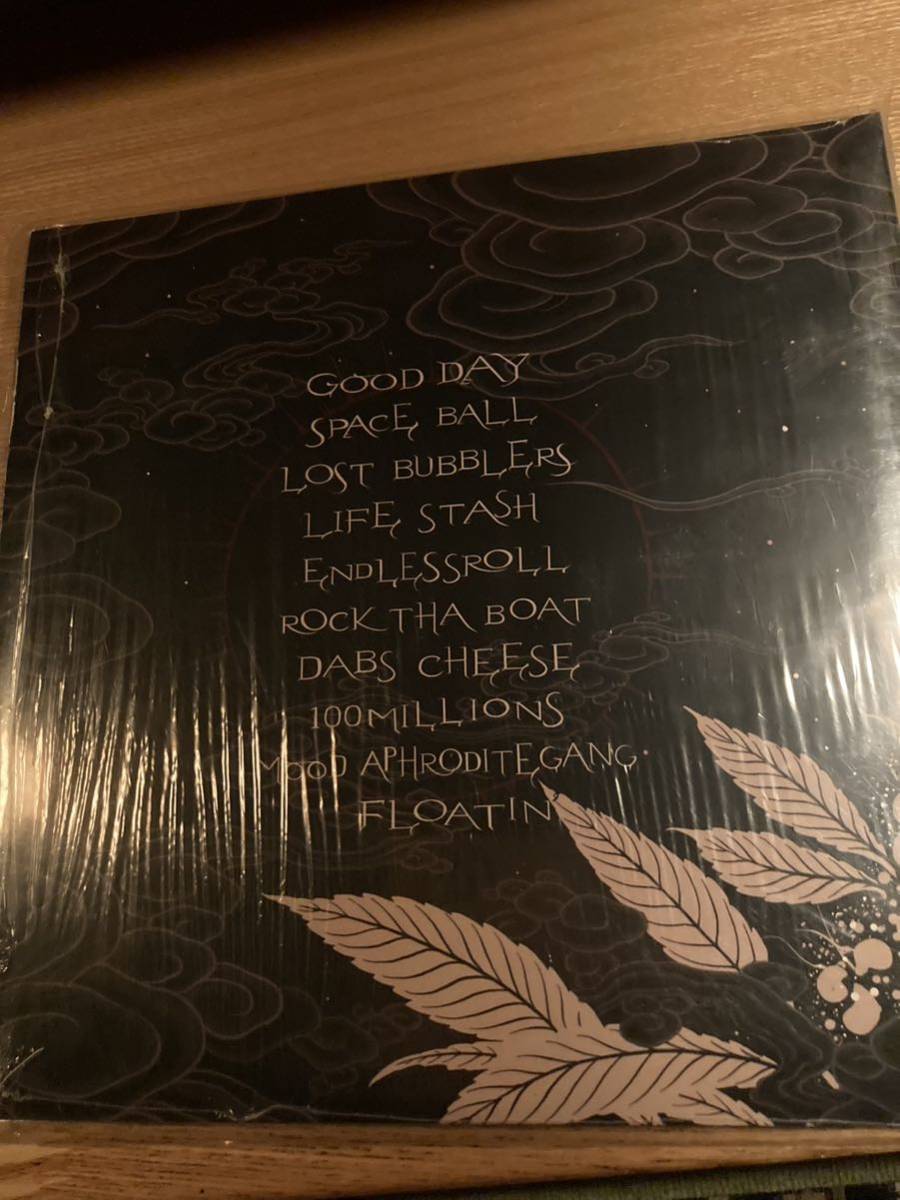 GOOD DAY
SPACE BALL
LOST BUBBLERS
LIFE STASH
ENDLESSROLL
ROCK THA BOAT
DABS CHEESE
100MILLIONS
MOOD APHRODITEGANG
FLOATIN